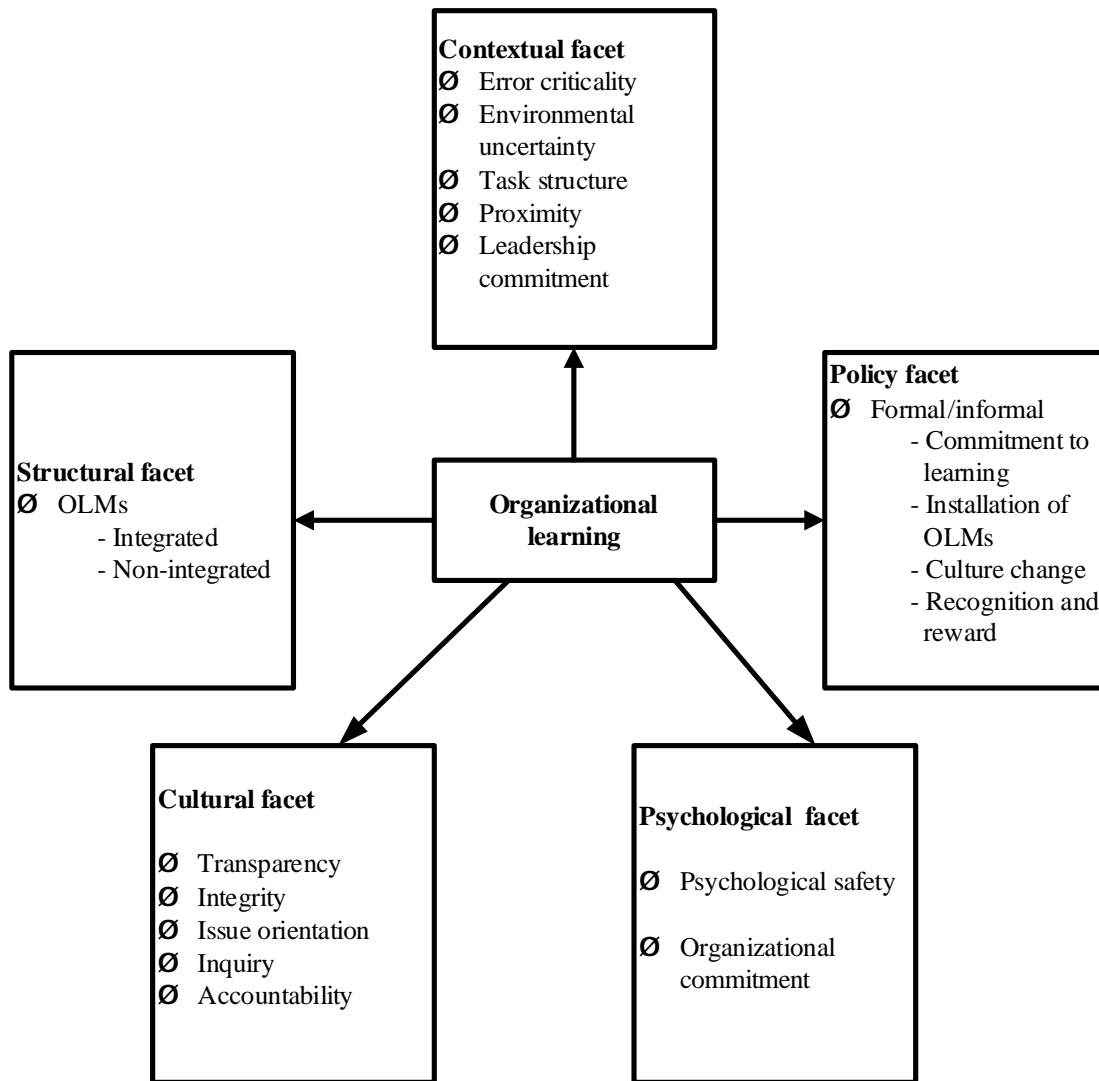 Contextual facet
Ø Error criticality
Ø Environmental
uncertainty
Ø Task structure
Ø Proximity
Ø Leadership
commitment
Policy facet
Ø Formal/informal
- Commitment to
learning
- Installation of
OLMs
- Culture change
- Recognition and
reward
Structural facet
Ø OLMs
- Integrated
- Non-integrated
Organizational
learning
Cultural facet
Ø Transparency
Ø Integrity
Ø Issue orientation
Ø Inquiry
Ø Accountability
Psychological facet
Ø Psychological safety
Ø Organizational
commitment